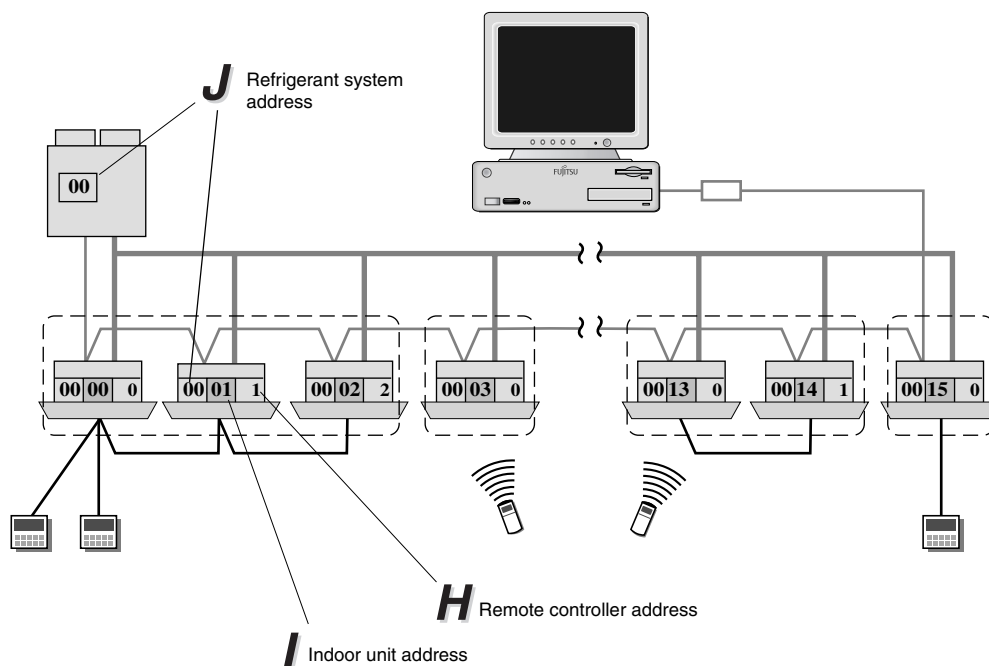 J Refrigerant system
address
00
FUJITSU
00 00 0
00 01 1
00 02 2
00 03 0
00 13 0
00 14 1
00 15 0
H Remote controller address
I Indoor unit address